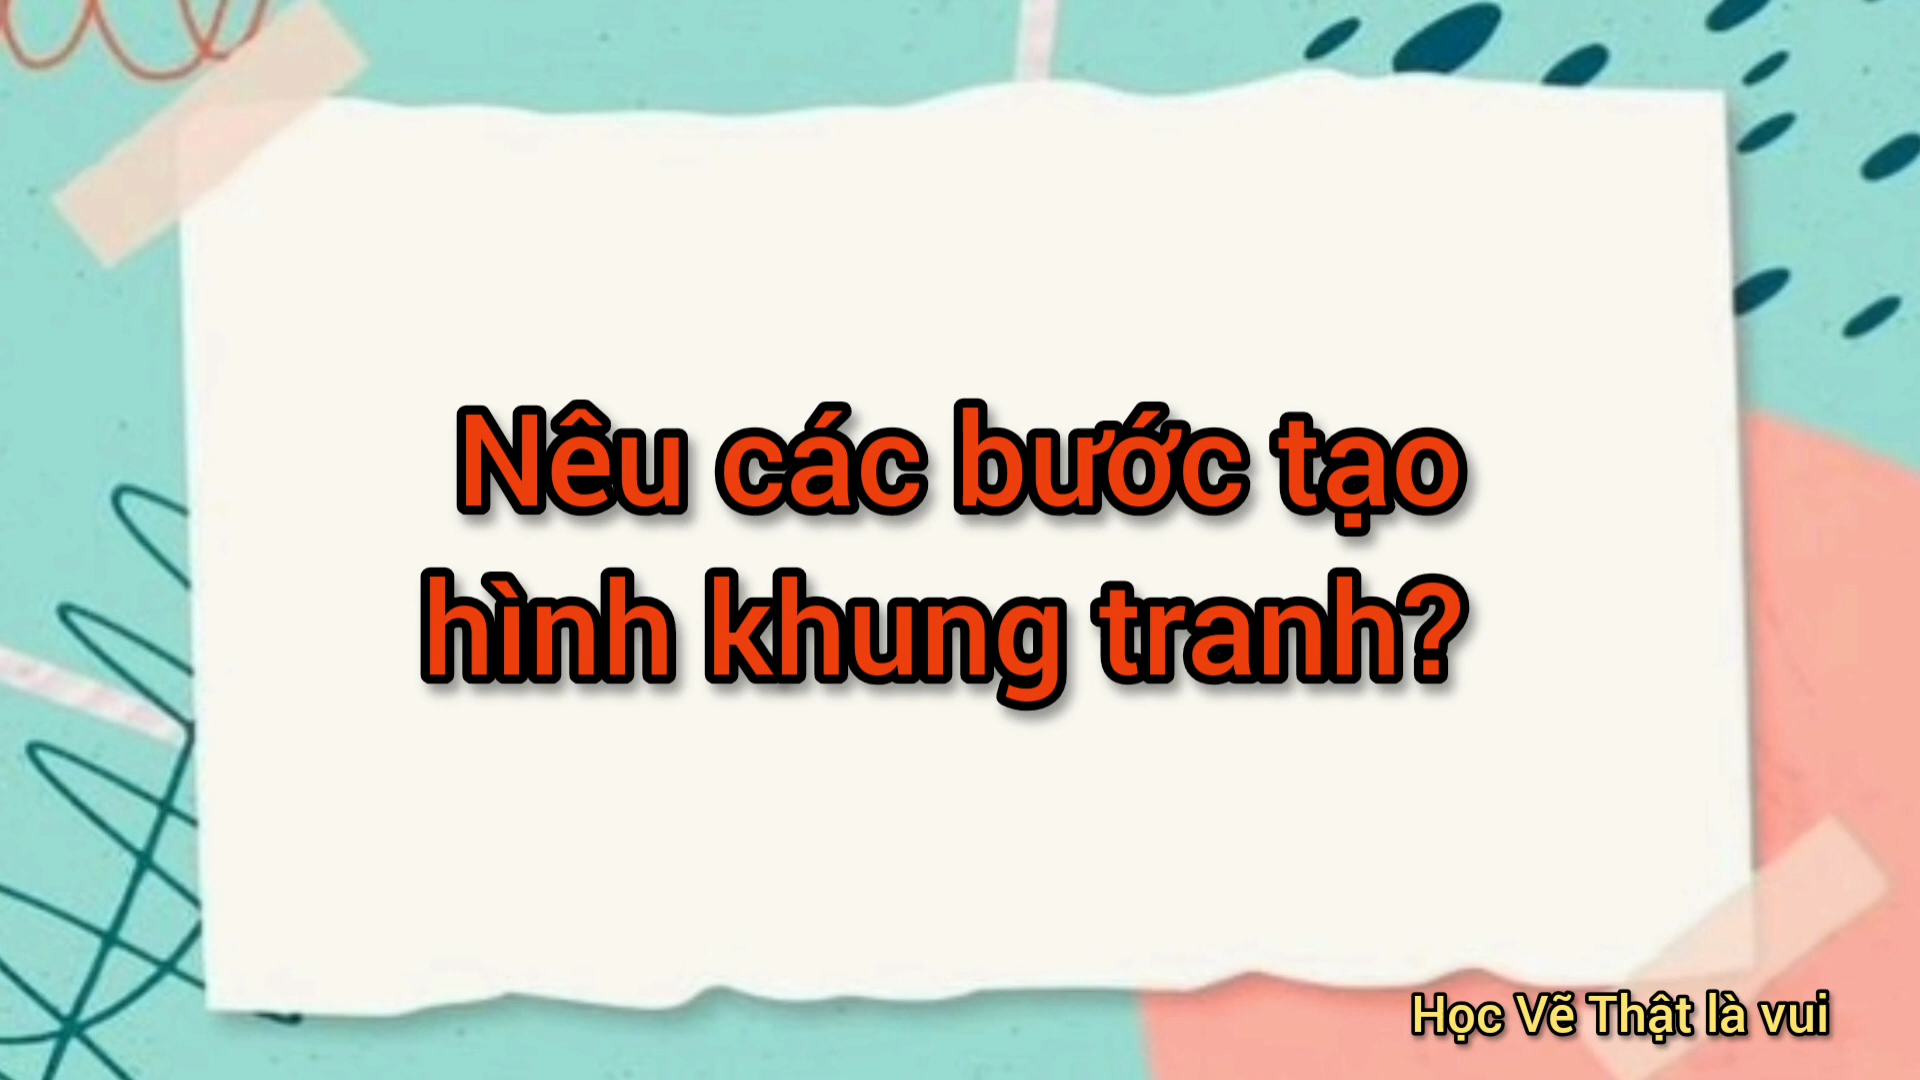 Nêu các bước tạo
hình khung tranh?
Học Vẽ Thật là vui